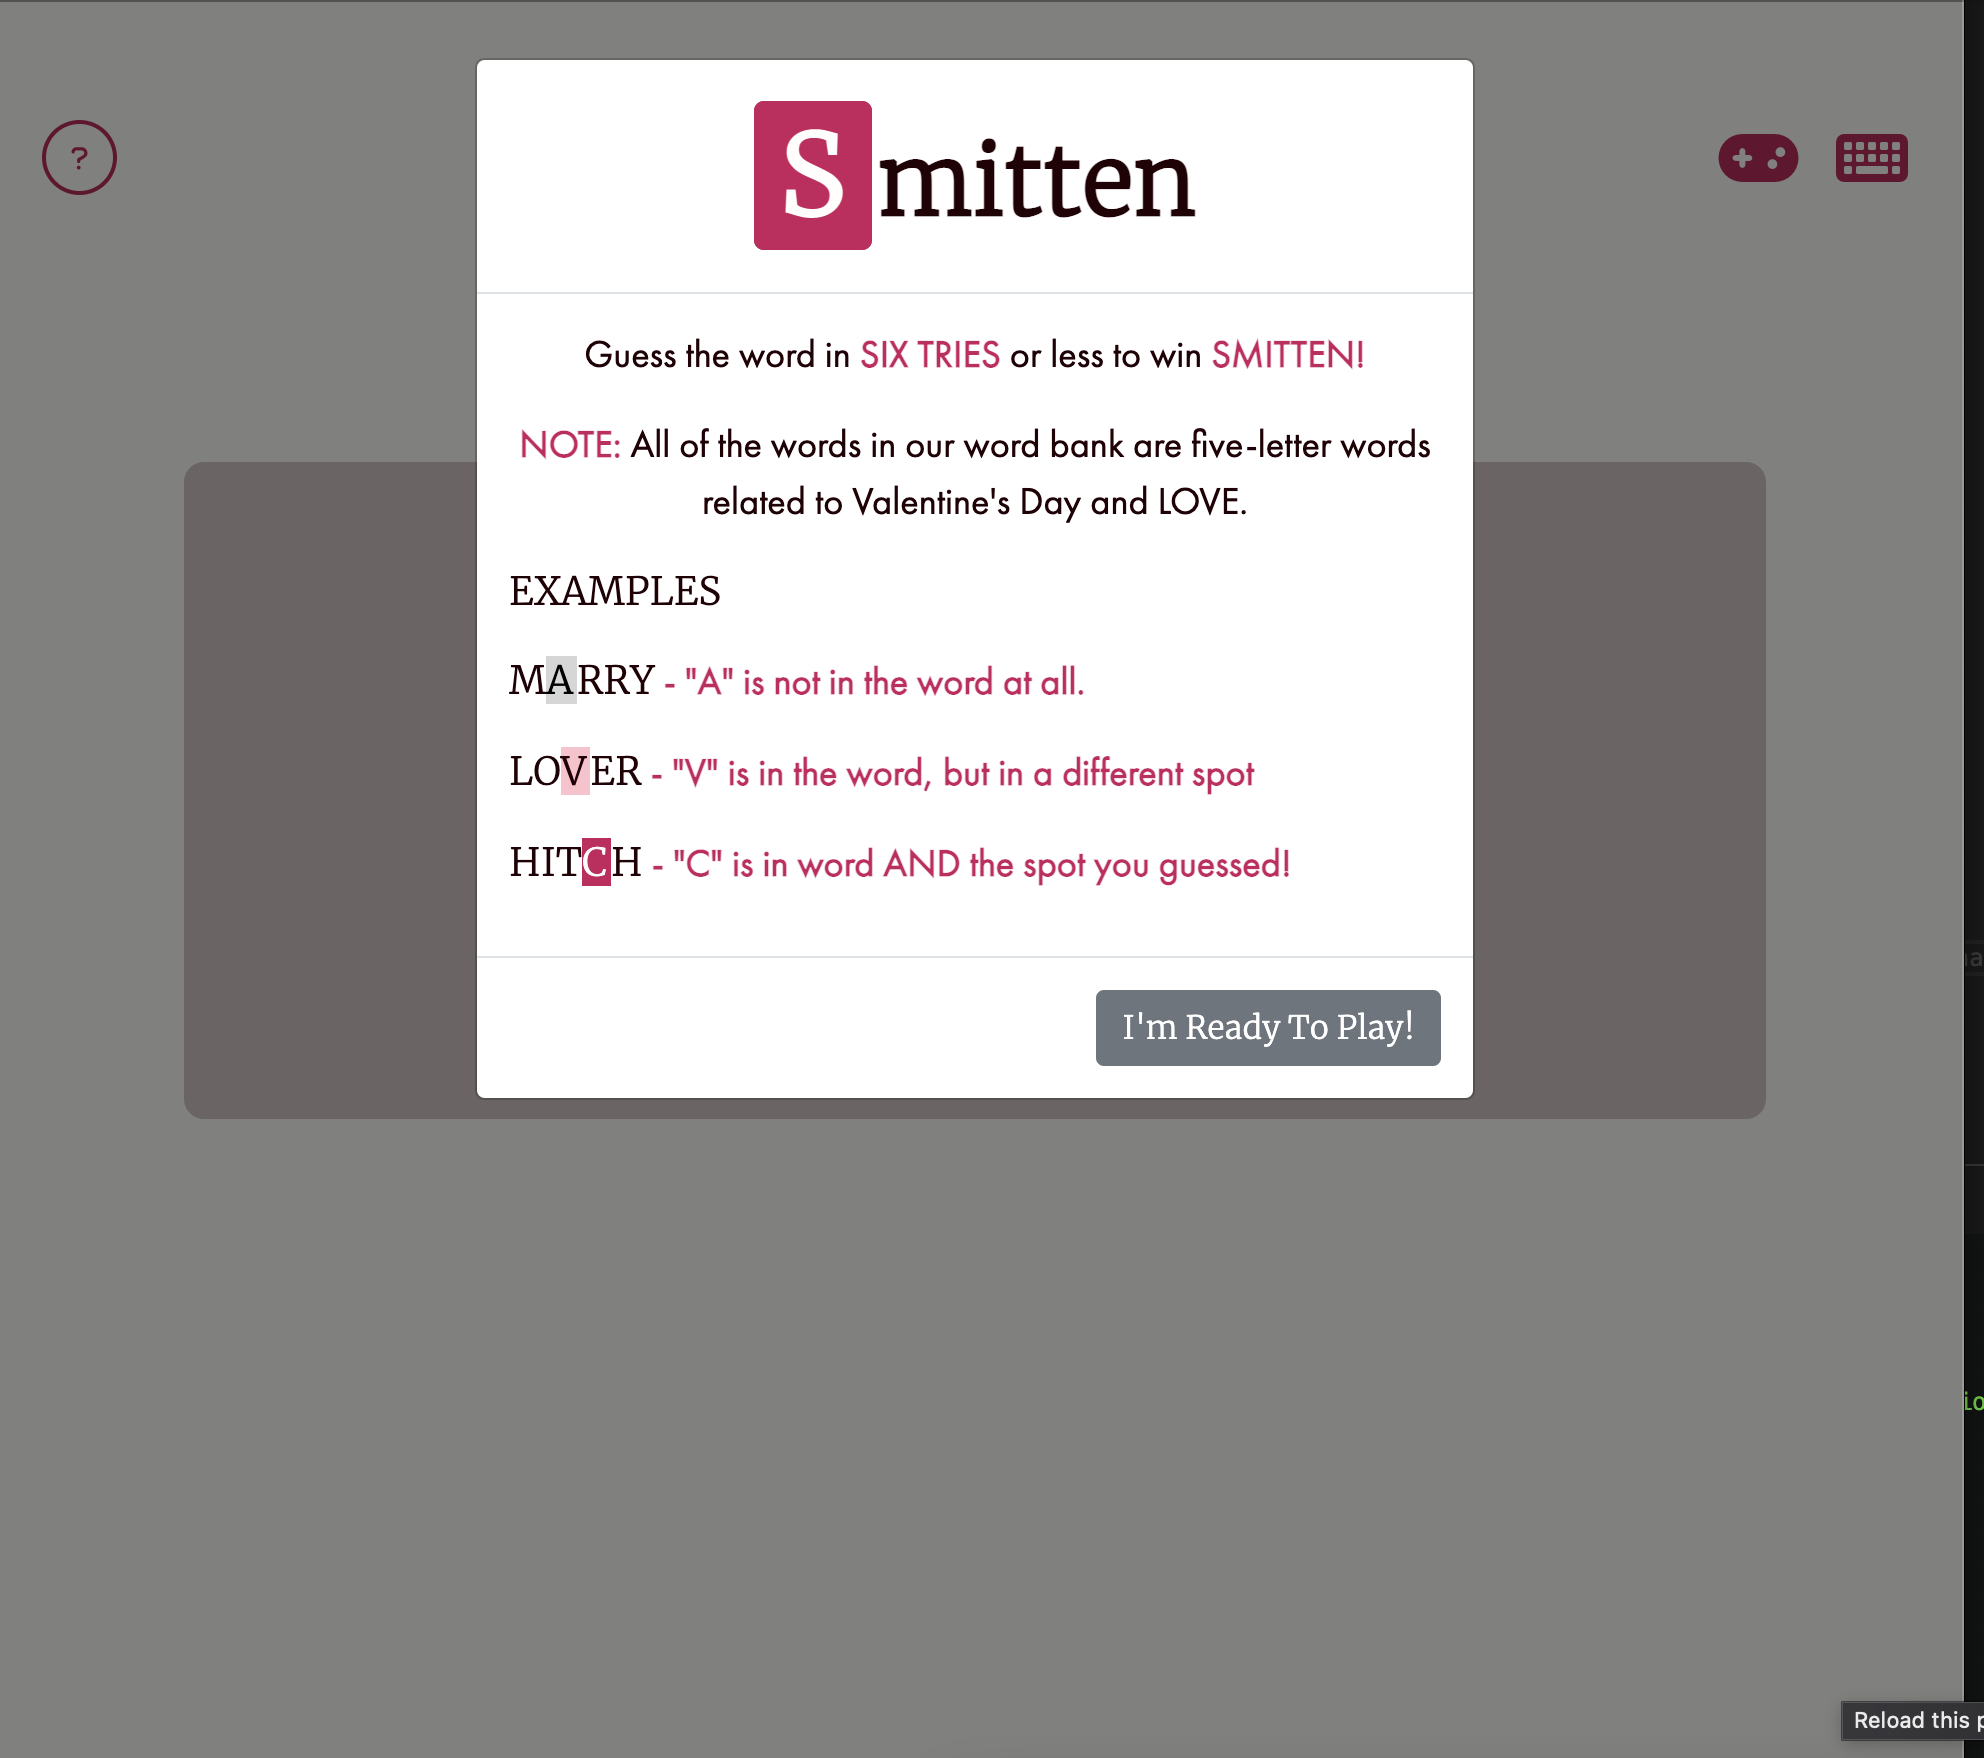 ?
Smitten
Guess the word in SIX TRIES or less to win SMITTEN!
NOTE: All of the words in our word bank are five-letter words
related to Valentine's Day and LOVE.
EXAMPLES
MARRY - "A" is not in the word at all.
LOVER - "V" is in the word, but in a different spot
HITCH - "C" is in word AND the spot you guessed!
I'm Ready To Play!
Reload this